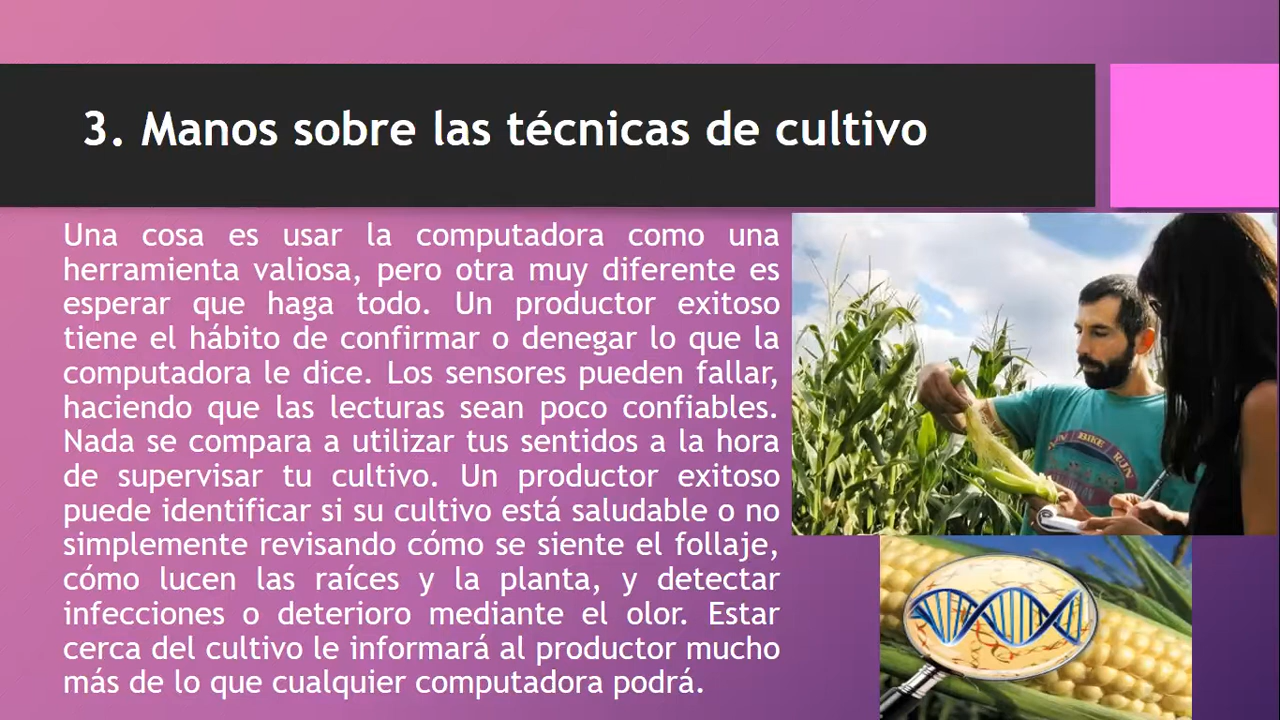 3. Manos sobre las técnicas de cultivo
Una cosa es usar la computadora como una
herramienta valiosa, pero otra muy diferente es
esperar que haga todo. Un productor exitoso
tiene el hábito de confirmar o denegar lo que la
computadora le dice. Los sensores pueden fallar,
haciendo que las lecturas sean poco confiables.
Nada se compara a utilizar tus sentidos a la hora
de supervisar tu cultivo. Un productor exitoso
puede identificar si su cultivo está saludable o no
simplemente revisando cómo se siente el follaje,
cómo lucen las raíces y la planta, y detectar
infecciones o deterioro mediante el olor. Estar
cerca del cultivo le informará al productor mucho
más de lo que cualquier computadora podrá.
BIKE
RUN